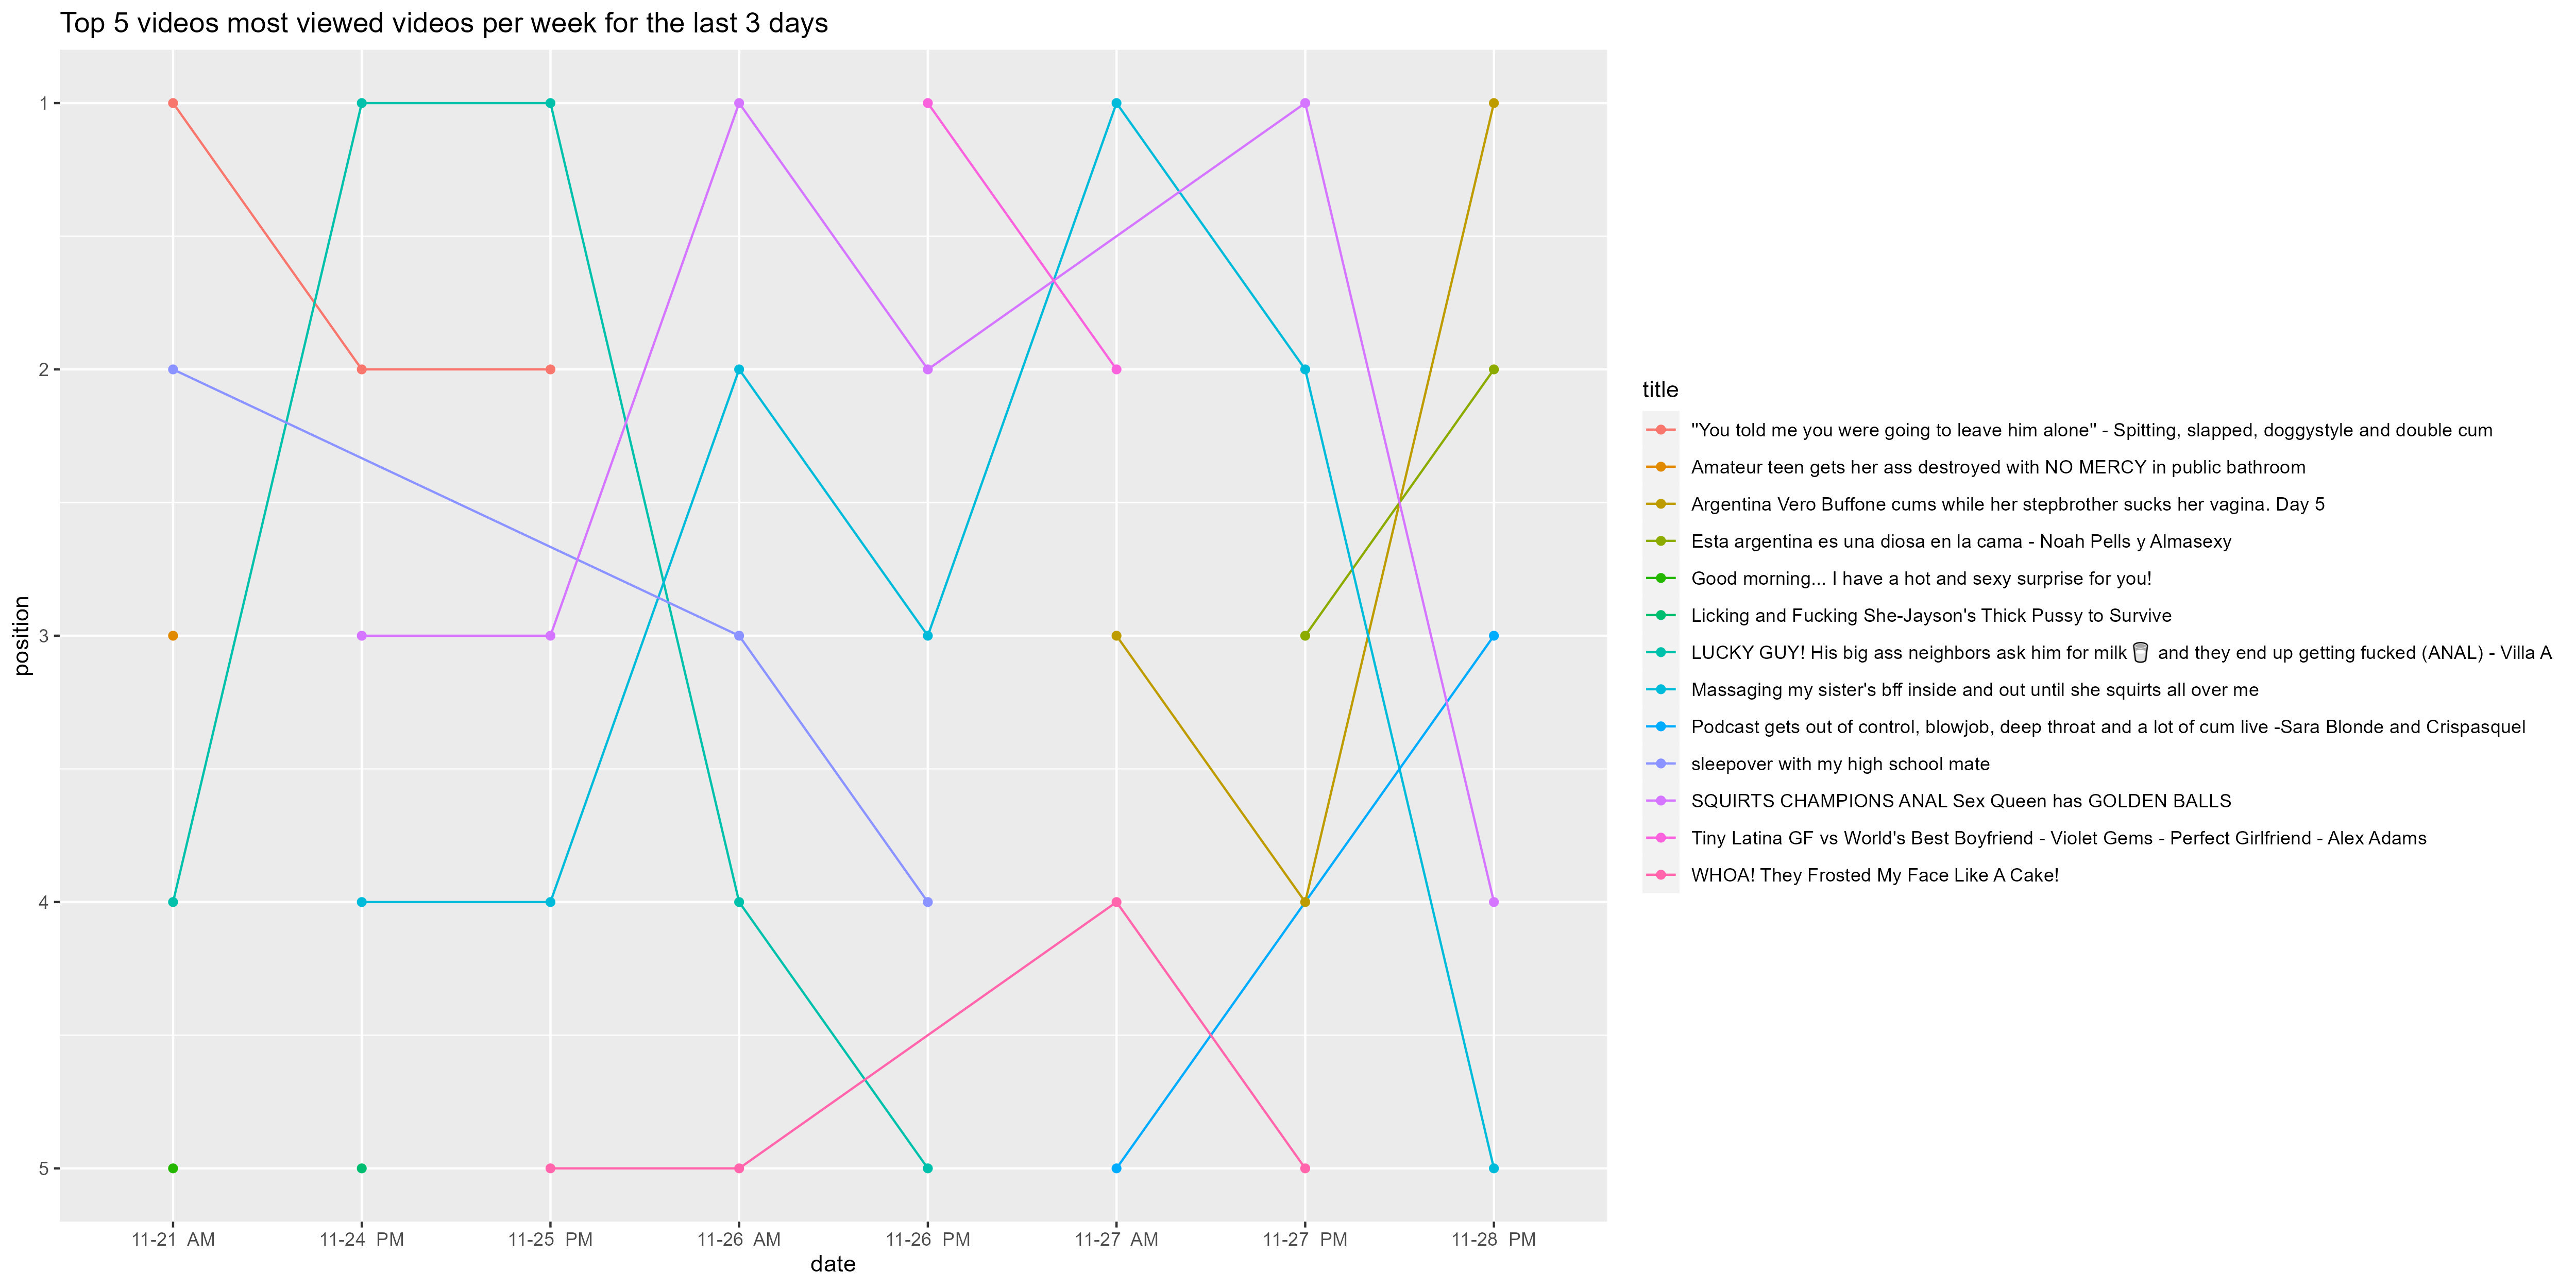 Top 5 videos most viewed videos per week for the last 3 days
position
1
2
3
4
5
11-21 AM
11-24 PM
11-25 PM
11-26 AM
11-26 PM
11-27 AM
11-27 PM
11-28 PM
date
title
"You told me you were going to leave him alone" - Spitting, slapped, doggystyle and double cum
Amateur teen gets her ass destroyed with NO MERCY in public bathroom
Argentina Vero Buffone cums while her stepbrother sucks her vagina. Day 5
Esta argentina es una diosa en la cama - Noah Pells y Almasexy
Good morning... I have a hot and sexy surprise for you!
Licking and Fucking She-Jayson's Thick Pussy to Survive
LUCKY GUY! His big ass neighbors ask him for milk 🥛 and they end up getting fucked (ANAL) - Villa A
Massaging my sister's bff inside and out until she squirts all over me
Podcast gets out of control, blowjob, deep throat and a lot of cum live -Sara Blonde and Crispasquel
sleepover with my high school mate
SQUIRTS CHAMPIONS ANAL Sex Queen has GOLDEN BALLS
Tiny Latina GF vs World's Best Boyfriend - Violet Gems - Perfect Girlfriend - Alex Adams
WHOA! They Frosted My Face Like A Cake!